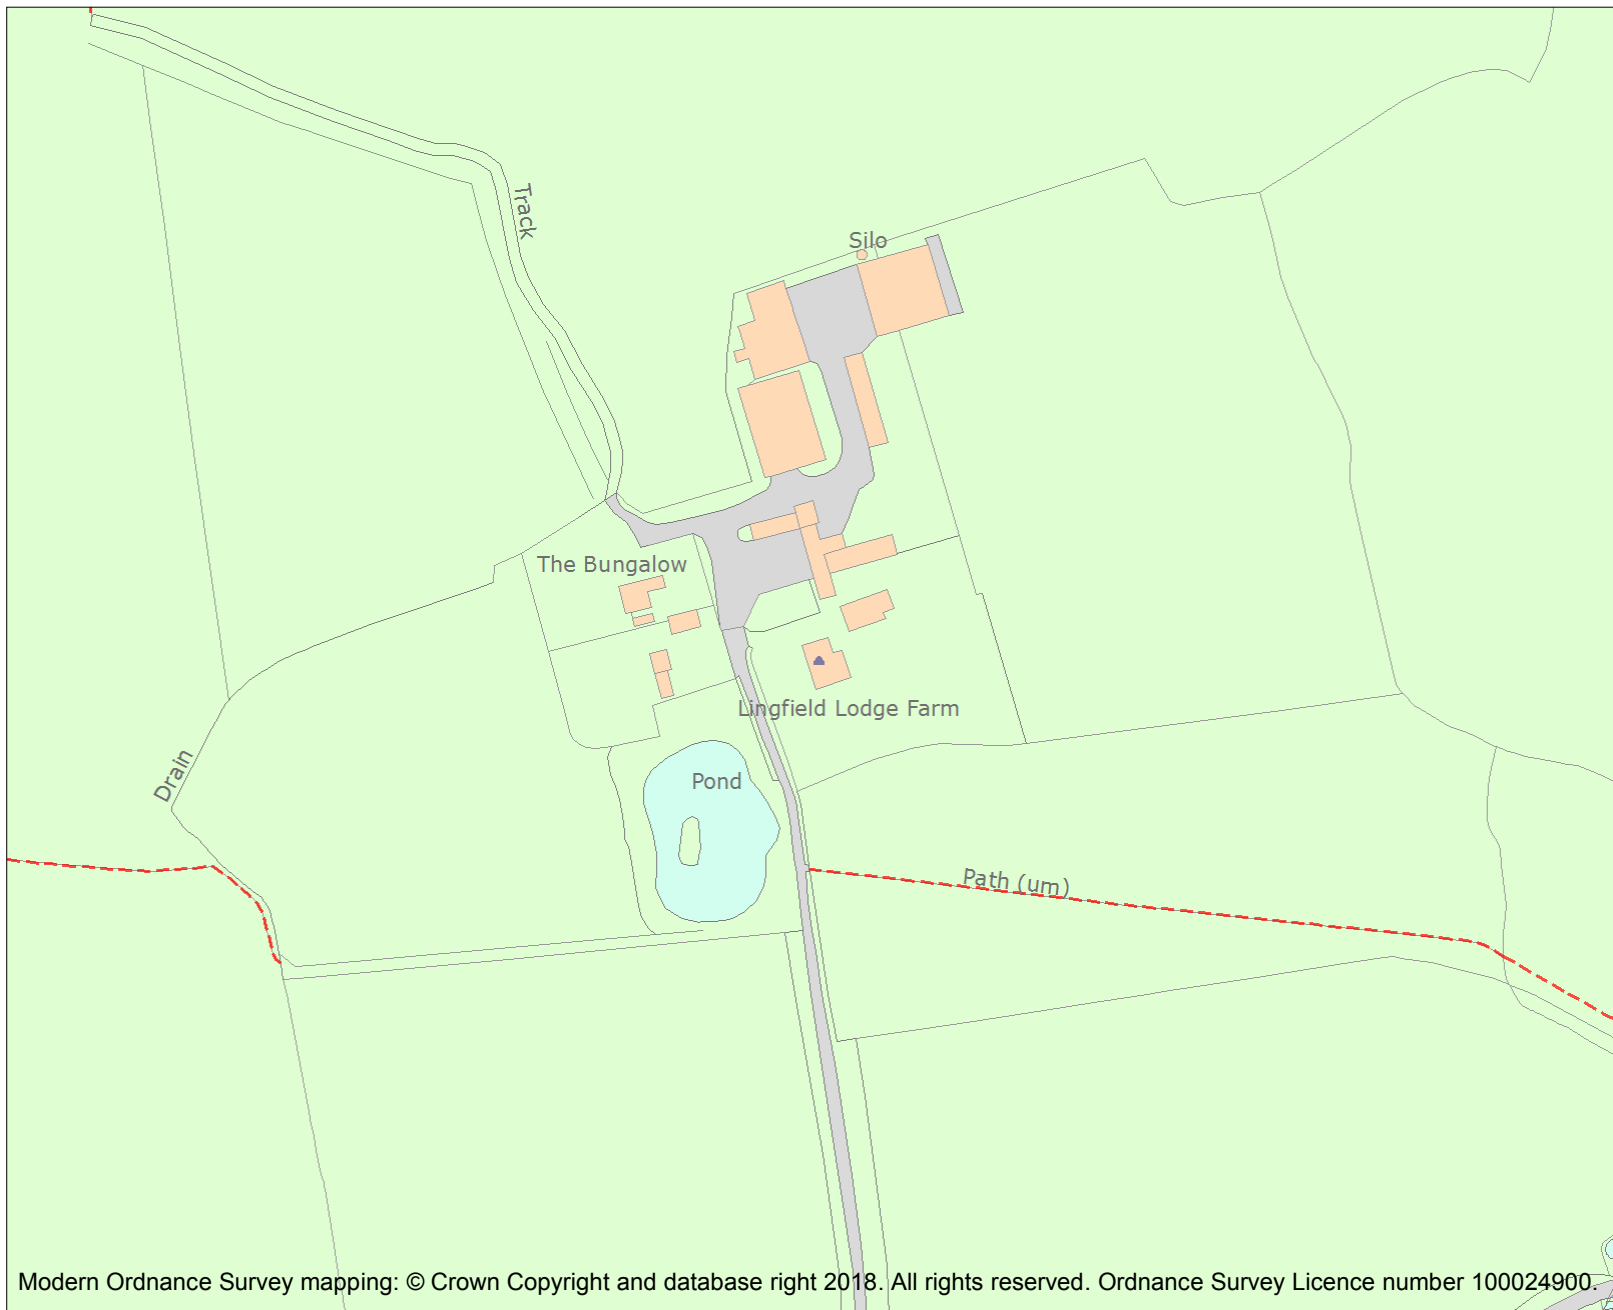 Track
Silo
The Bungalow
Lingfield Lodge Farm
Drain
Pond
Path (um)
Modern Ordnance Survey mapping: © Crown Copyright and database right 2018. All rights reserved. Ordnance Survey Licence number 100024900.